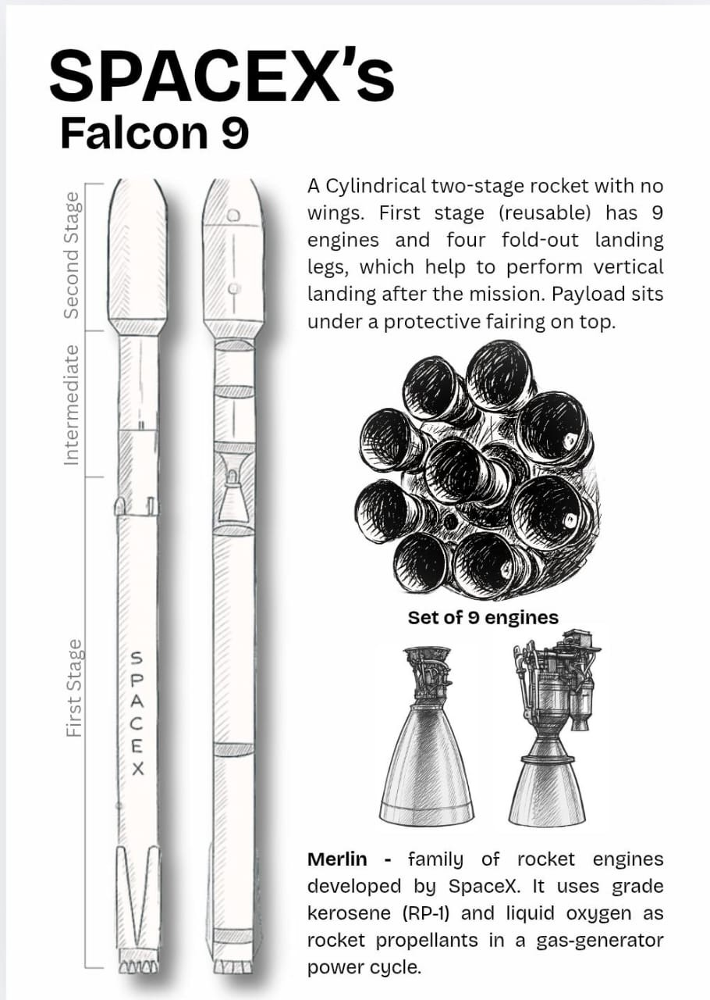 SPACEX's
Falcon 9
Second Stage
Intermediate
First Stage
S
P
A
C
E
X
A Cylindrical two-stage rocket with no
wings. First stage (reusable) has 9
engines and four fold-out landing
legs, which help to perform vertical
landing after the mission. Payload sits
under a protective fairing on top.
Set of 9 engines
Merlin - family of rocket engines
developed by SpaceX. It uses grade
kerosene (RP-1) and liquid oxygen as
rocket propellants in a gas-generator
power cycle.